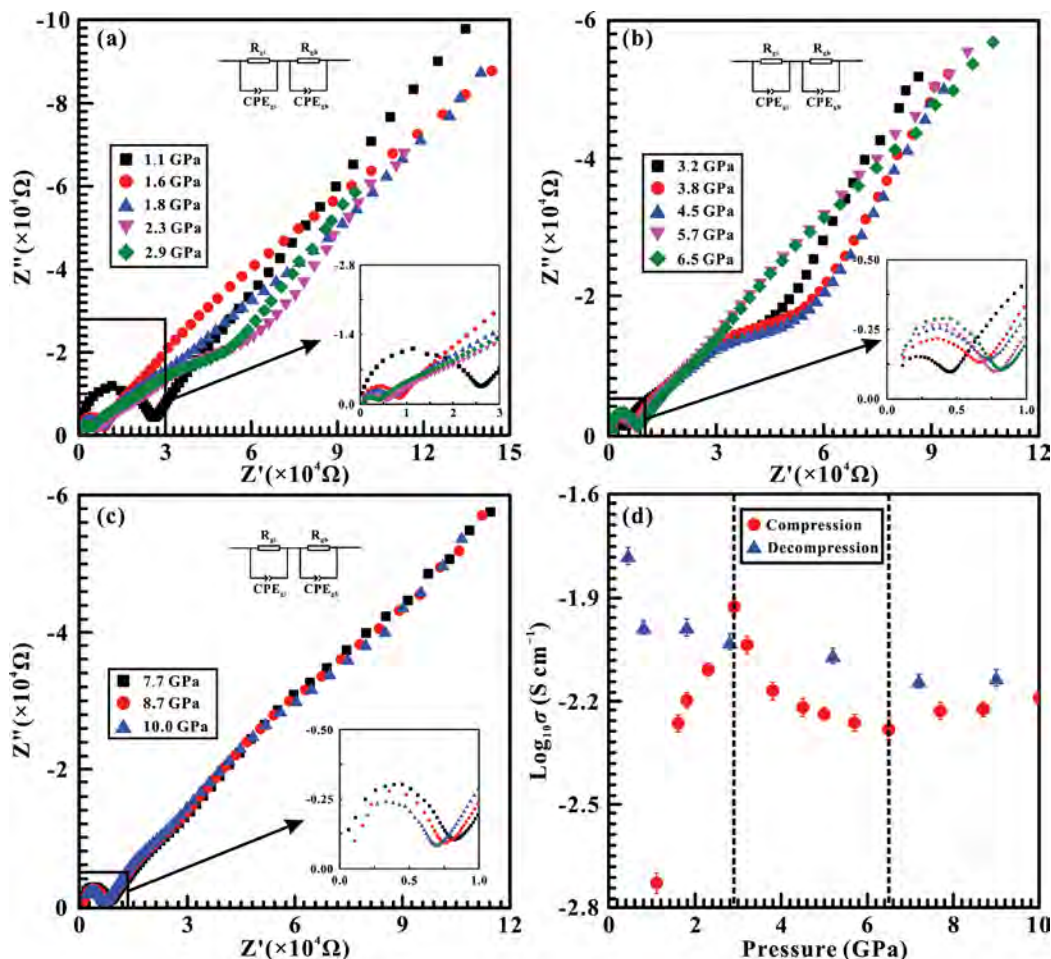 (a)
R_gi R_gb
CPE_gi CPE_gb
1.1 GPa
1.6 GPa
1.8 GPa
2.3 GPa
2.9 GPa
-10
-8
-6
-4
-2
0
Z''(×10⁴Ω)
0 3 6 9 12 15
Z'(×10⁴Ω)
-2.8
-1.4
0.0
0 1 2 3
(b)
R_gi R_gb
CPE_gi CPE_gb
3.2 GPa
3.8 GPa
4.5 GPa
5.7 GPa
6.5 GPa
-6
-4
-2
0
Z''(×10⁴Ω)
0 3 6 9 12
Z'(×10⁴Ω)
-0.50
-0.25
0.00
0.0 0.5 1.0
(c)
R_gi R_gb
CPE_gi CPE_gb
7.7 GPa
8.7 GPa
10.0 GPa
-6
-4
-2
0
Z''(×10⁴Ω)
0 3 6 9 12
Z'(×10⁴Ω)
-0.50
-0.25
0.00
0.0 0.5 1.0
(d)
Compression
Decompression
-1.6
-1.9
-2.2
-2.5
-2.8
Log₁₀σ (S cm⁻¹)
0 2 4 6 8 10
Pressure (GPa)